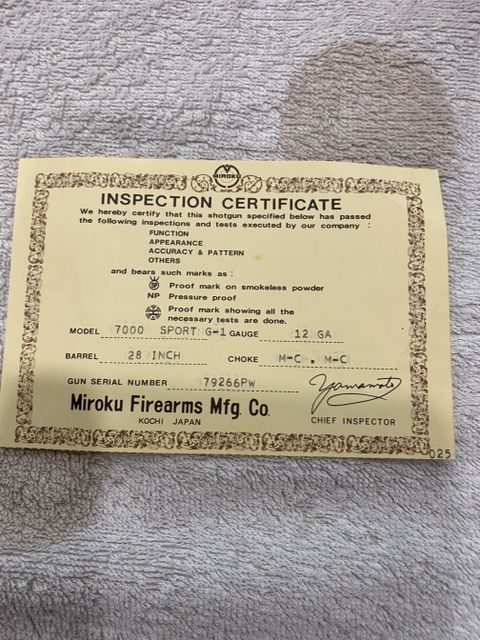 MIROKU
INSPECTION CERTIFICATE
We hereby certify that this shotgun specified below has passed
the following inspections and tests executed by our company :
FUNCTION
APPEARANCE
ACCURACY & PATTERN
OTHERS
and bears such marks as :
Proof mark on smokeless powder
NP Pressure proof
Proof mark showing all the
necessary tests are done.
MODEL 7000 SPORT G-1 GAUGE 12 GA
BARREL 28 INCH CHOKE M-C . M-C
GUN SERIAL NUMBER 79266PW
Yamamoto
Miroku Firearms Mfg. Co.
KOCHI JAPAN
CHIEF INSPECTOR
025